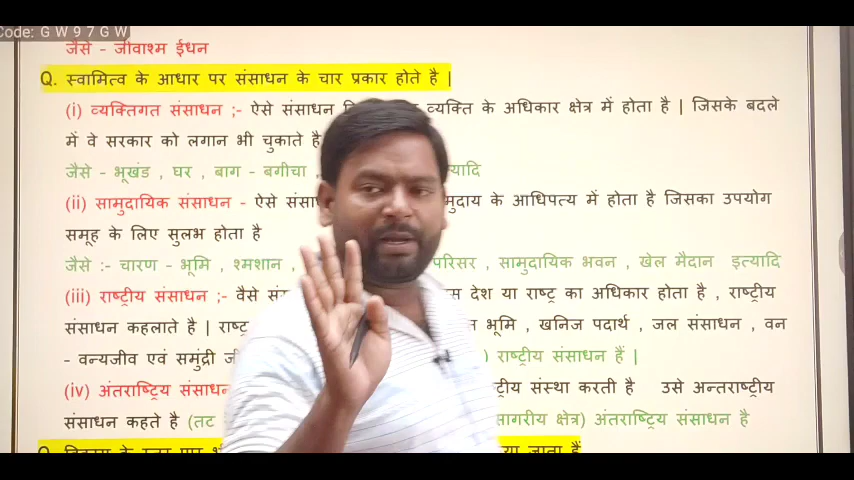 Code: G W 9 7 G W
जैसे - जीवाश्म ईंधन
Q. स्वामित्व के आधार पर संसाधन के चार प्रकार होते है |
(i) व्यक्तिगत संसाधन ;- ऐसे संसाधन व्यक्ति के अधिकार क्षेत्र में होता है | जिसके बदले
में वे सरकार को लगान भी चुकाते है
जैसे - भूखंड , घर , बाग - बगीचा ,
(ii) सामुदायिक संसाधन - ऐसे के आधिपत्य में होता है जिसका उपयोग
समूह के लिए सुलभ होता है
जैसे :- चारण - भूमि , श्मशान , परिसर , सामुदायिक भवन , खेल मैदान इत्यादि
(iii) राष्ट्रीय संसाधन ;- वैसे देश या राष्ट्र का अधिकार होता है , राष्ट्रीय
संसाधन कहलाते है | भूमि , खनिज पदार्थ , जल संसाधन , वन
- वन्यजीव एवं समुंद्री ) राष्ट्रीय संसाधन हैं |
(iv) अंतराष्ट्रिय संस्था करती है उसे अन्तराष्ट्रीय
संसाधन कहते है (तट क्षेत्र) अंतराष्ट्रिय संसाधन है